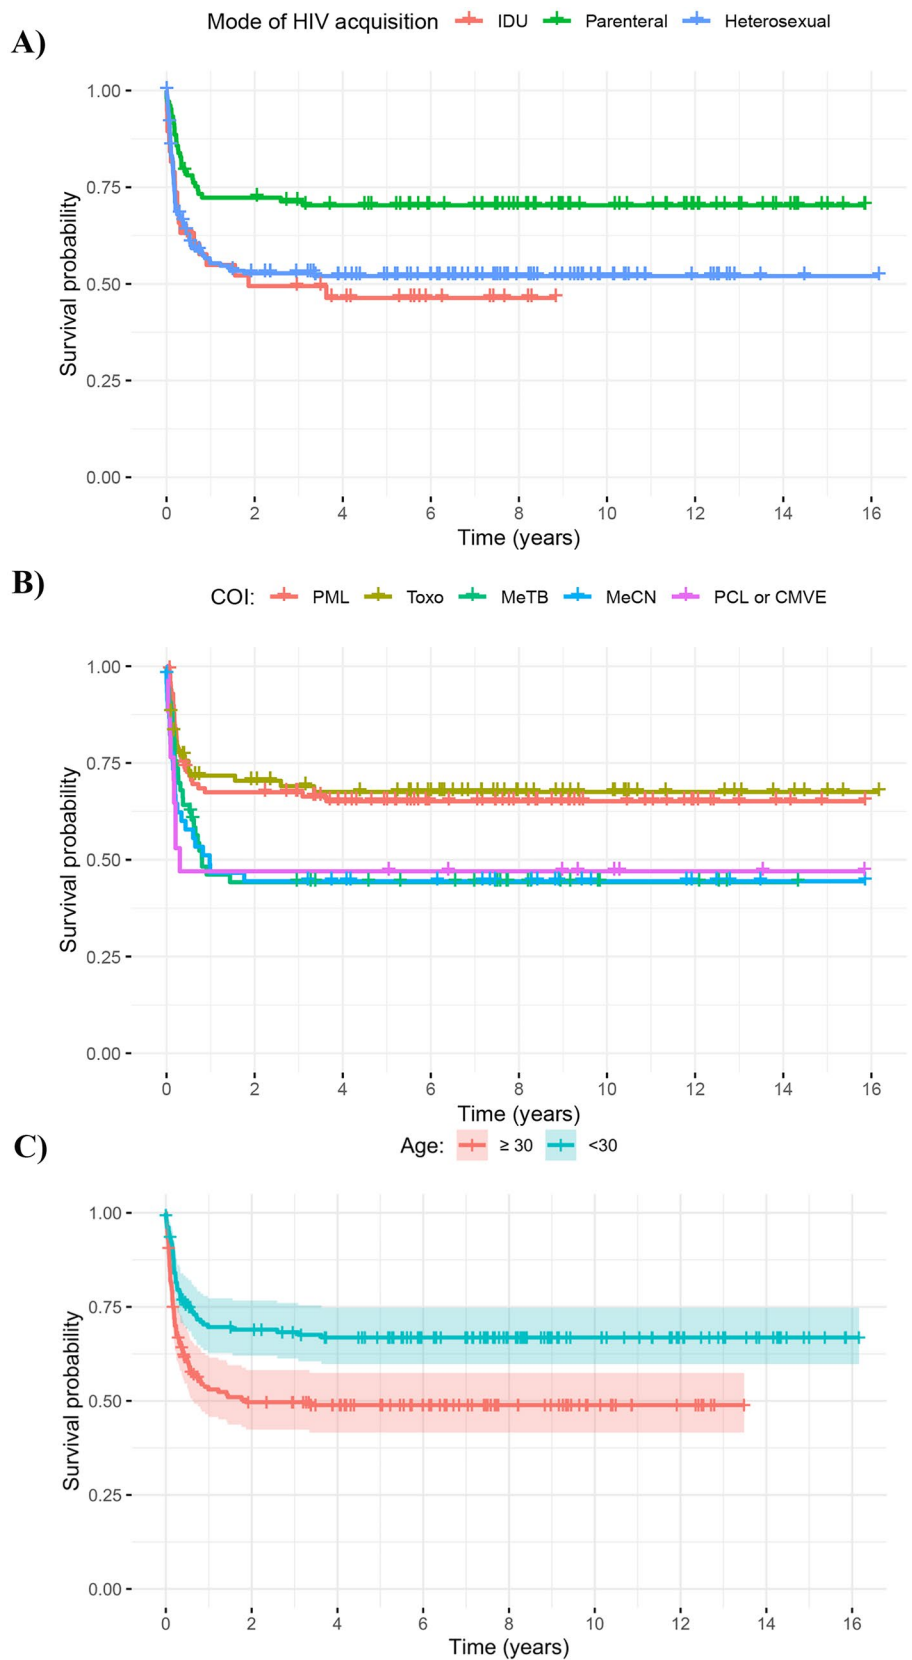 A)
Mode of HIV acquisition IDU Parenteral Heterosexual
Survival probability
1.00
0.75
0.50
0.25
0.00
0 2 4 6 8 10 12 14 16
Time (years)
B)
COI: PML Toxo MeTB MeCN PCL or CMVE
Survival probability
1.00
0.75
0.50
0.25
0.00
0 2 4 6 8 10 12 14 16
Time (years)
C)
Age: ≥ 30 <30
Survival probability
1.00
0.75
0.50
0.25
0.00
0 2 4 6 8 10 12 14 16
Time (years)